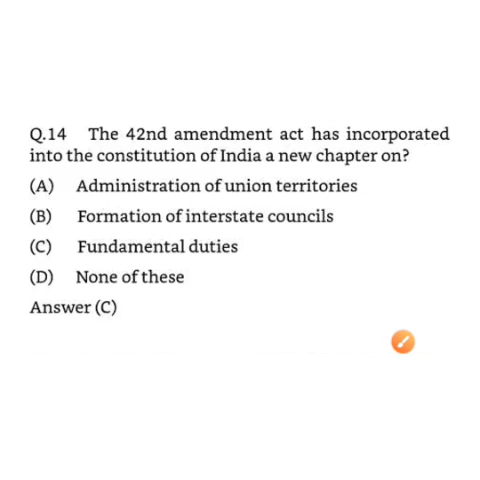 Q.14 The 42nd amendment act has incorporated
into the constitution of India a new chapter on?
(A) Administration of union territories
(B) Formation of interstate councils
(C) Fundamental duties
(D) None of these
Answer (C)